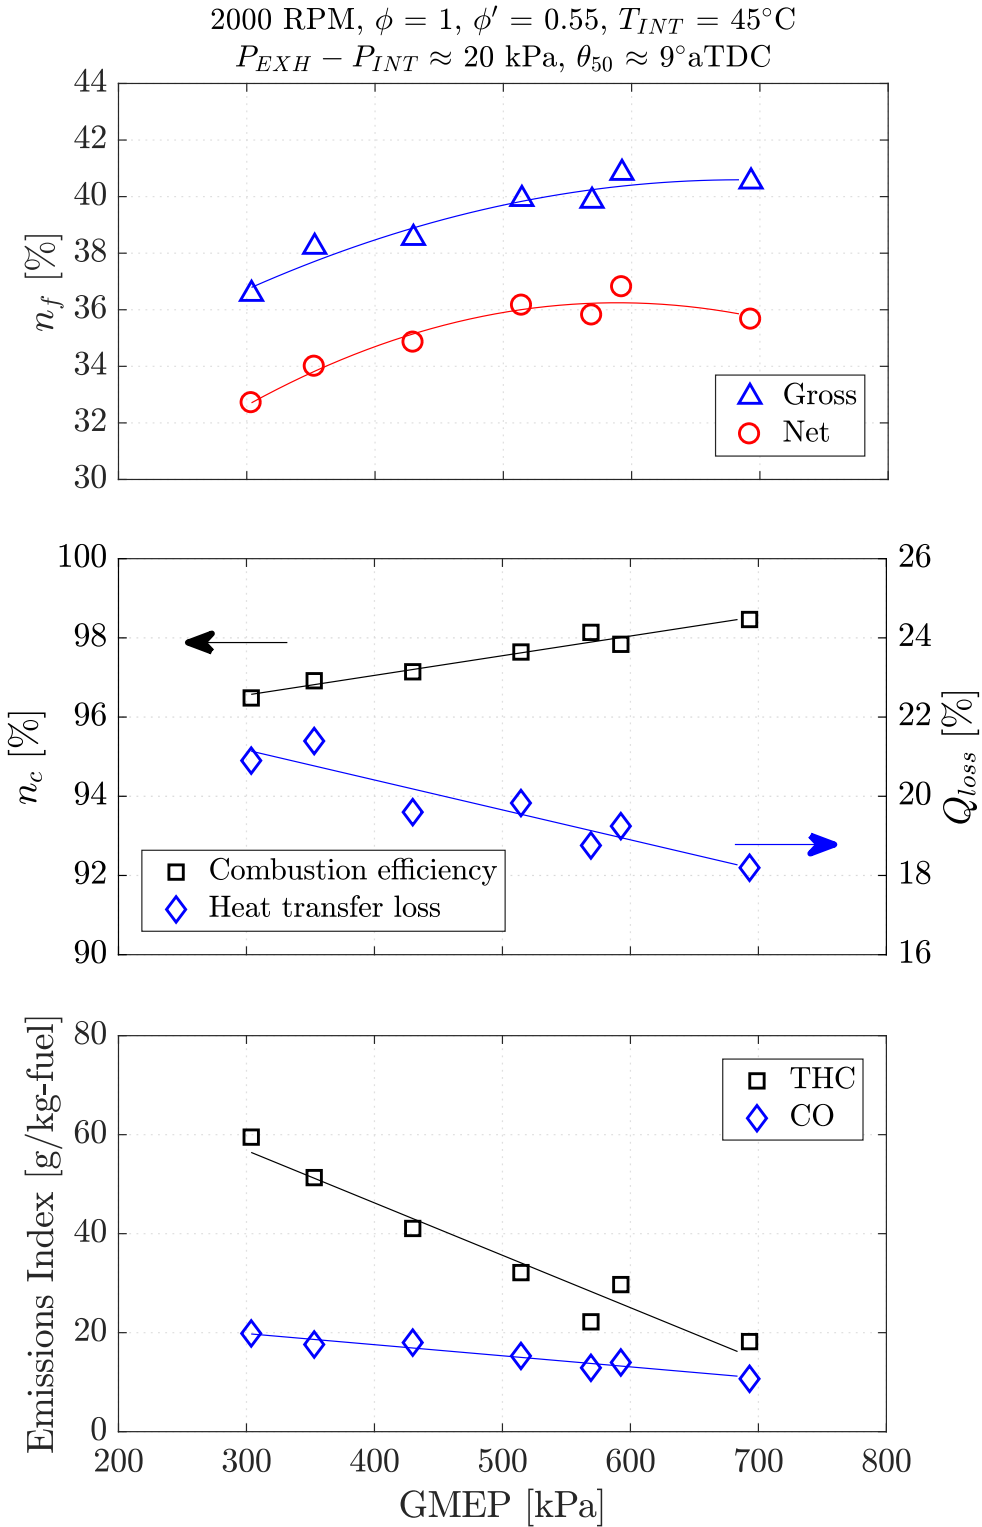 2000 RPM, ϕ = 1, ϕ′ = 0.55, T_INT = 45°C
P_EXH − P_INT ≈ 20 kPa, θ_50 ≈ 9°aTDC
44
42
40
38
36
34
32
30
n_f [%]
Gross
Net
100
98
96
94
92
90
n_c [%]
26
24
22
20
18
16
Q_loss [%]
Combustion efficiency
Heat transfer loss
80
60
40
20
0
Emissions Index [g/kg-fuel]
THC
CO
200 300 400 500 600 700 800
GMEP [kPa]